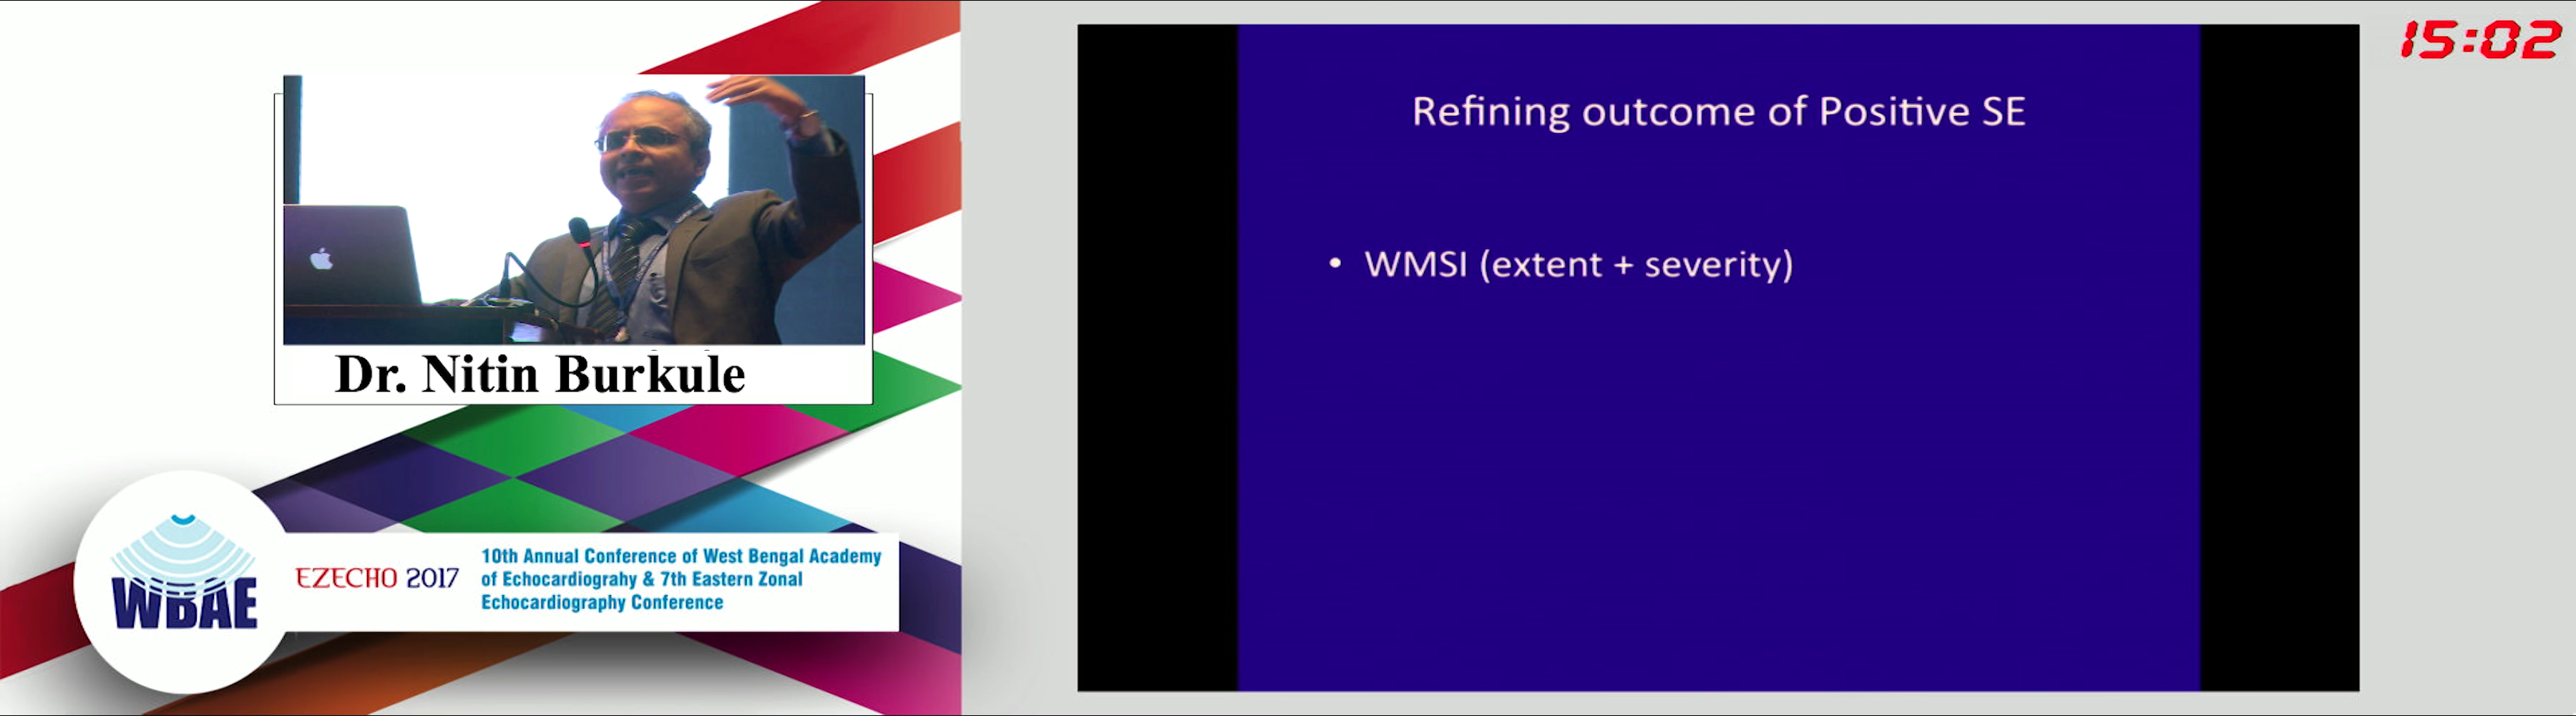 15:02
Dr. Nitin Burkule
WBAE
EZECHO 2017
10th Annual Conference of West Bengal Academy
of Echocardiograhy & 7th Eastern Zonal
Echocardiography Conference
Refining outcome of Positive SE
• WMSI (extent + severity)